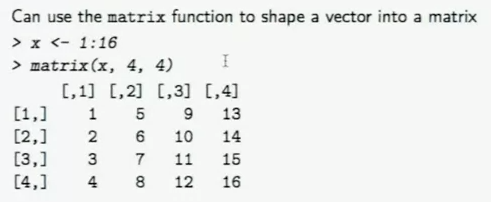 Can use the matrix function to shape a vector into a matrix
> x <- 1:16
> matrix(x, 4, 4)
[,1] [,2] [,3] [,4]
[1,] 1 5 9 13
[2,] 2 6 10 14
[3,] 3 7 11 15
[4,] 4 8 12 16